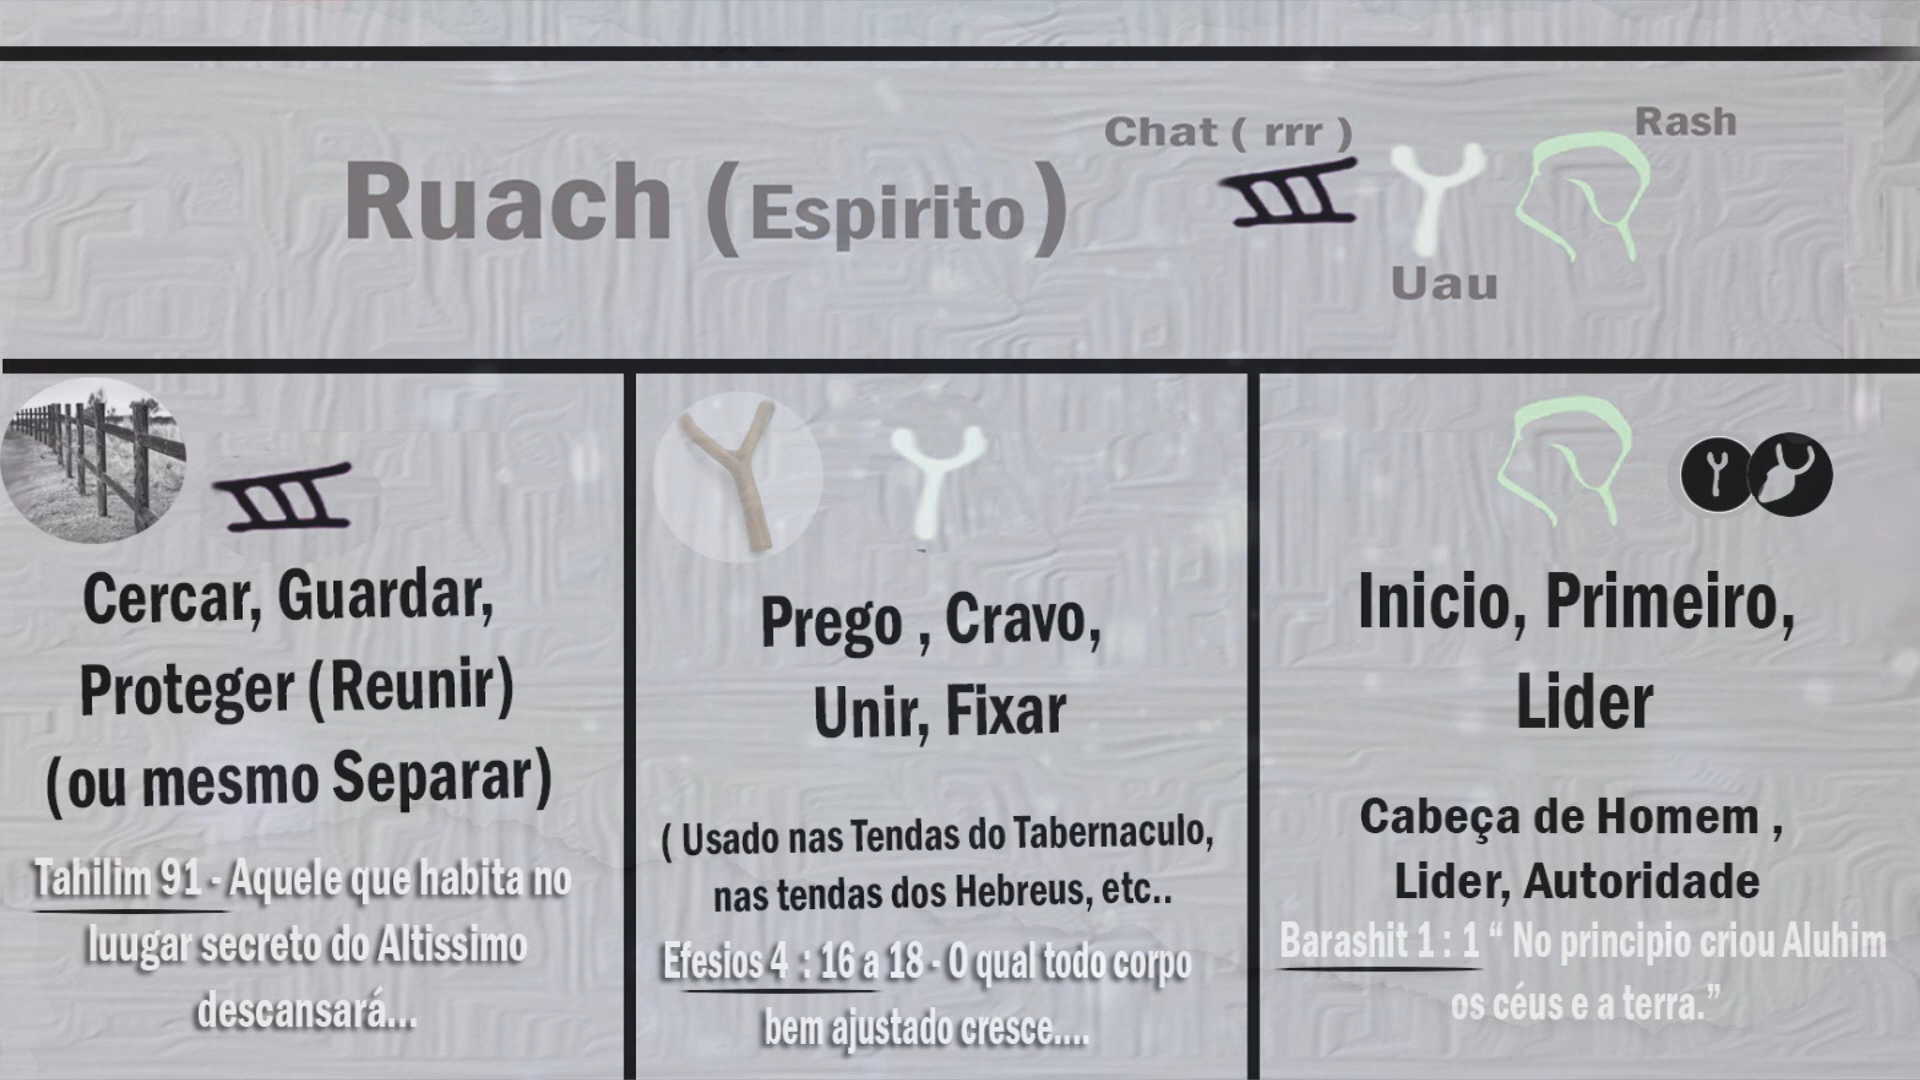 Ruach (Espirito)
Chat ( rrr )
Uau
Rash
Cercar, Guardar,
Proteger (Reunir)
(ou mesmo Separar)
Tahilim 91 - Aquele que habita no
luugar secreto do Altissimo
descansará...
Prego , Cravo,
Unir, Fixar
( Usado nas Tendas do Tabernaculo,
nas tendas dos Hebreus, etc..
Efesios 4 : 16 a 18 - O qual todo corpo
bem ajustado cresce....
Inicio, Primeiro,
Lider
Cabeça de Homem ,
Lider, Autoridade
Barashit 1 : 1 “ No principio criou Aluhim
os céus e a terra.”